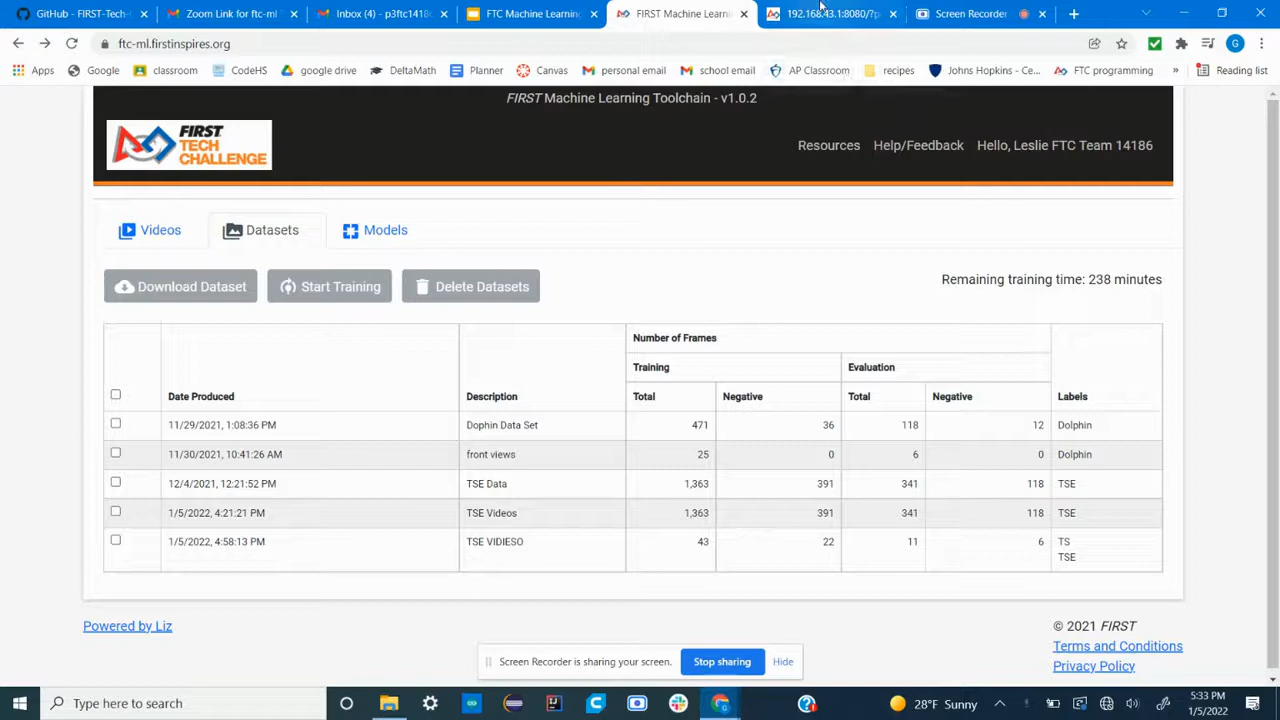 GitHub - FIRST-Tech-C
Zoom Link for ftc-ml
Inbox (4) - p3ftc1418
FTC Machine Learning
FIRST Machine Learni
192.168.43.1:8080/?p
Screen Recorder
ftc-ml.firstinspires.org
G
Apps
Google
classroom
CodeHS
google drive
DeltaMath
Planner
Canvas
personal email
school email
AP Classroom
recipes
Johns Hopkins - Ce...
FTC programming
»
Reading list
FIRST Machine Learning Toolchain - v1.0.2
FIRST
TECH
CHALLENGE
Resources
Help/Feedback
Hello, Leslie FTC Team 14186
Videos
Datasets
Models
Download Dataset
Start Training
Delete Datasets
Remaining training time: 238 minutes
Number of Frames
Training
Evaluation
Date Produced
Description
Total
Negative
Total
Negative
Labels
11/29/2021, 1:08:36 PM
Dophin Data Set
471
36
118
12
Dolphin
11/30/2021, 10:41:26 AM
front views
25
0
6
0
Dolphin
12/4/2021, 12:21:52 PM
TSE Data
1,363
391
341
118
TSE
1/5/2022, 4:21:21 PM
TSE Videos
1,363
391
341
118
TSE
1/5/2022, 4:58:13 PM
TSE VIDIESO
43
22
11
6
TS
TSE
Powered by Liz
© 2021 FIRST
Terms and Conditions
Privacy Policy
Screen Recorder is sharing your screen.
Stop sharing
Hide
Type here to search
28°F Sunny
5:33 PM
1/5/2022